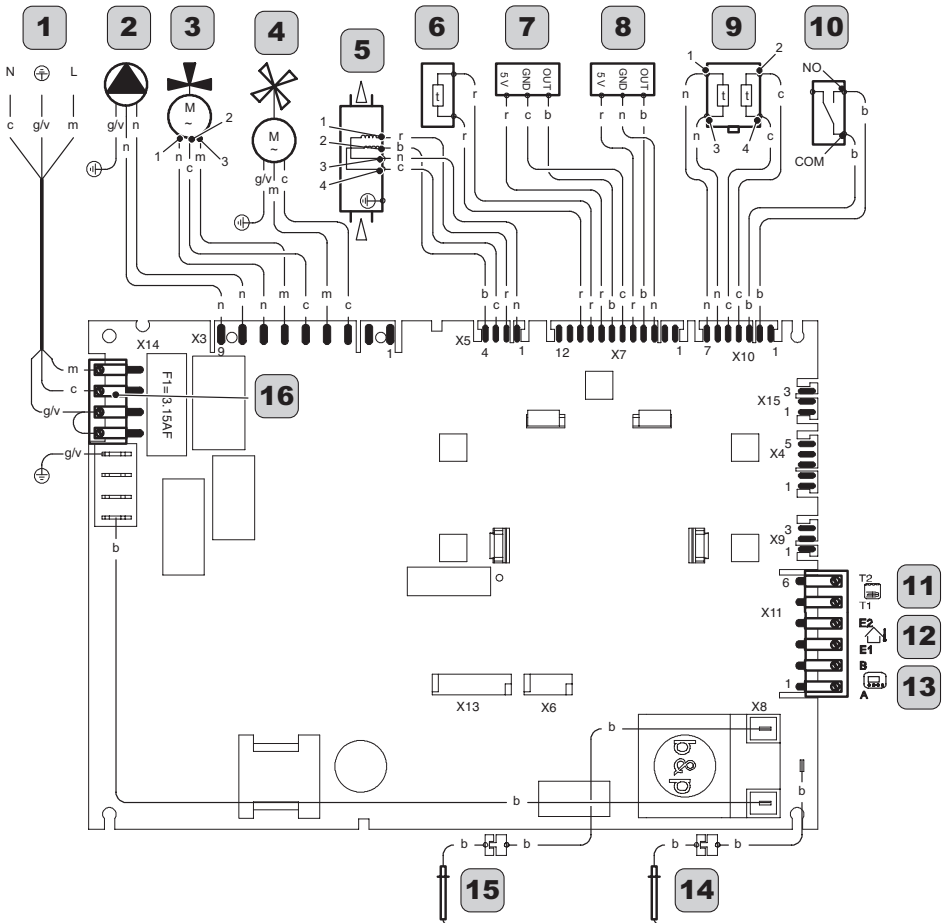 1 2 3 4 5 6 7 8 9 10
N L
c g/v m
g/v n
M ~
1 2 3
n m
c
M ~
g/v c
m
1 r
2 b
3 n
4 c
t
r
r
5 V GND OUT
r c b
5 V GND OUT
r n b
1 2
t t
n c
n c
3 4
NO
b
COM
b
n n n m c m c
b c r n
r r r b c b r b n
n n c c b b
X3 9 1
X5 4 1
12 X7 1
7 X10 1
X14
m
c
g/v
g/v
F1=3.15AF
16
b
3
X15
1
5
X4
1
3
X9
1
6
X11
1
T2
T1
11
E2
E1
12
B
A
13
X13 X6 X8
b
d&d
b
b
b b
15
b b
14